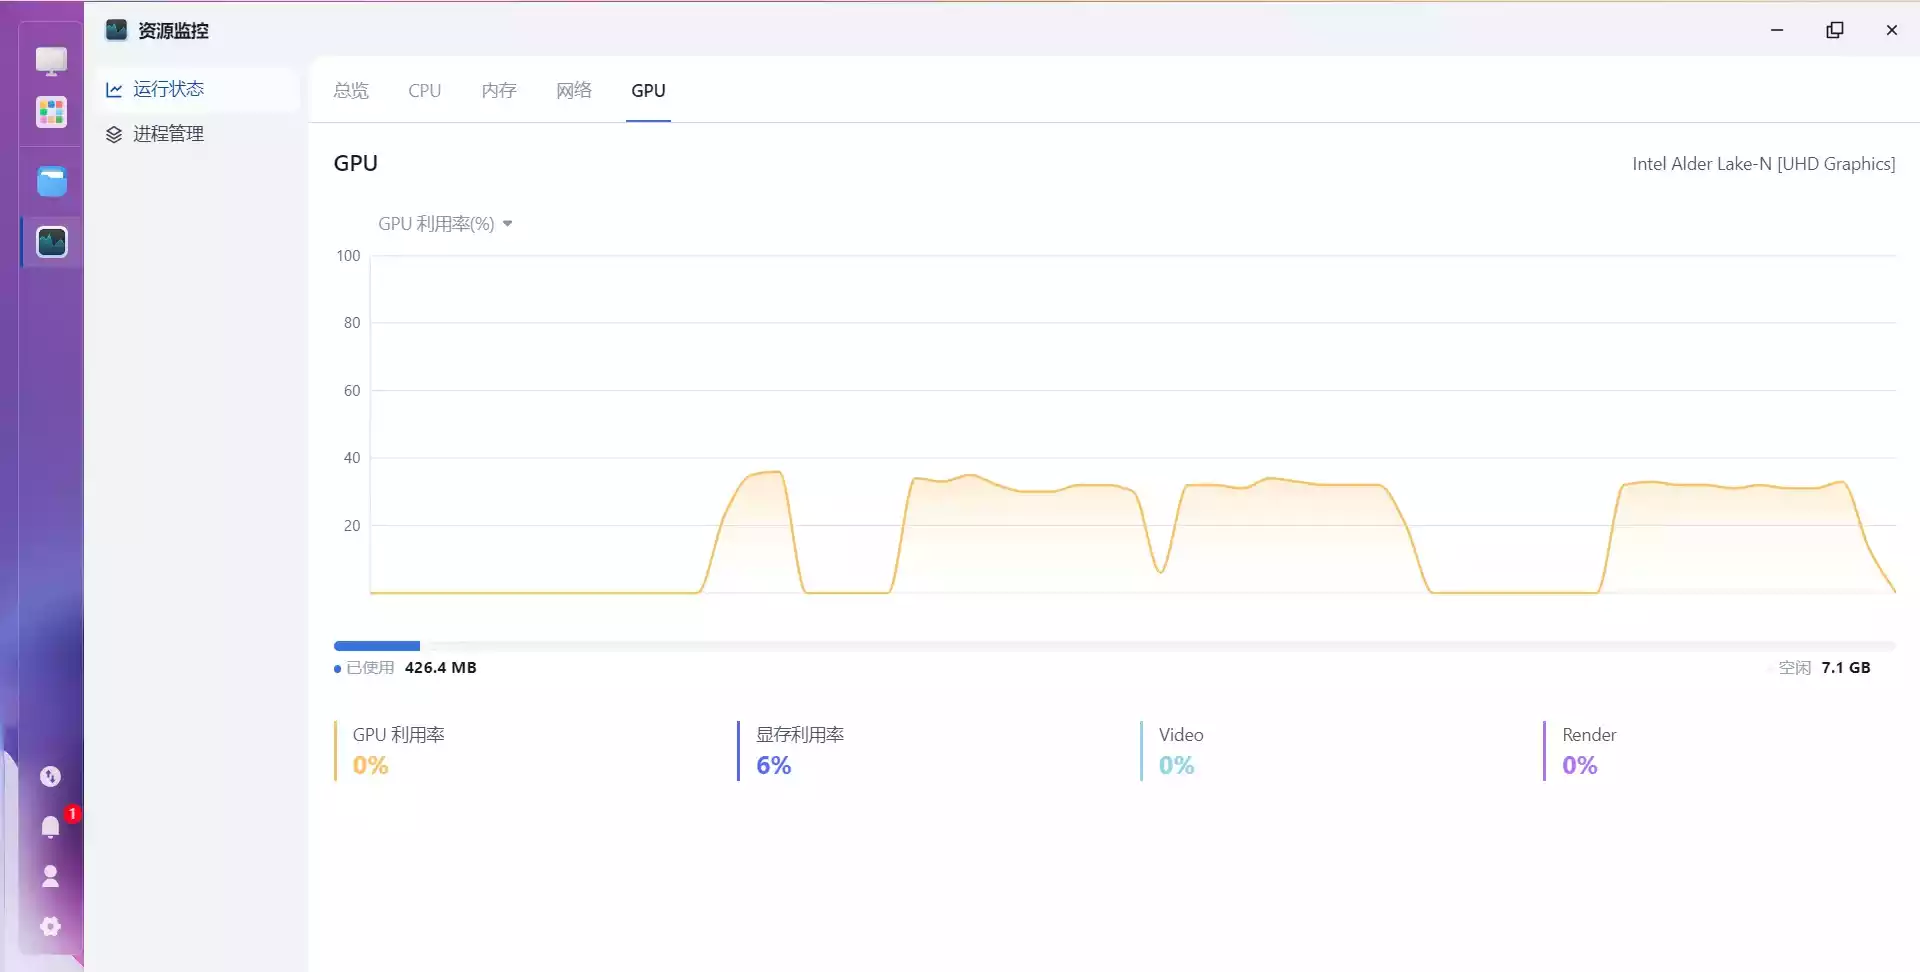 资源监控
运行状态
进程管理
总览 CPU 内存 网络 GPU
GPU
Intel Alder Lake-N [UHD Graphics]
GPU 利用率(%)
100
80
60
40
20
已使用 426.4 MB
空闲 7.1 GB
GPU 利用率
0%
显存利用率
6%
Video
0%
Render
0%
1